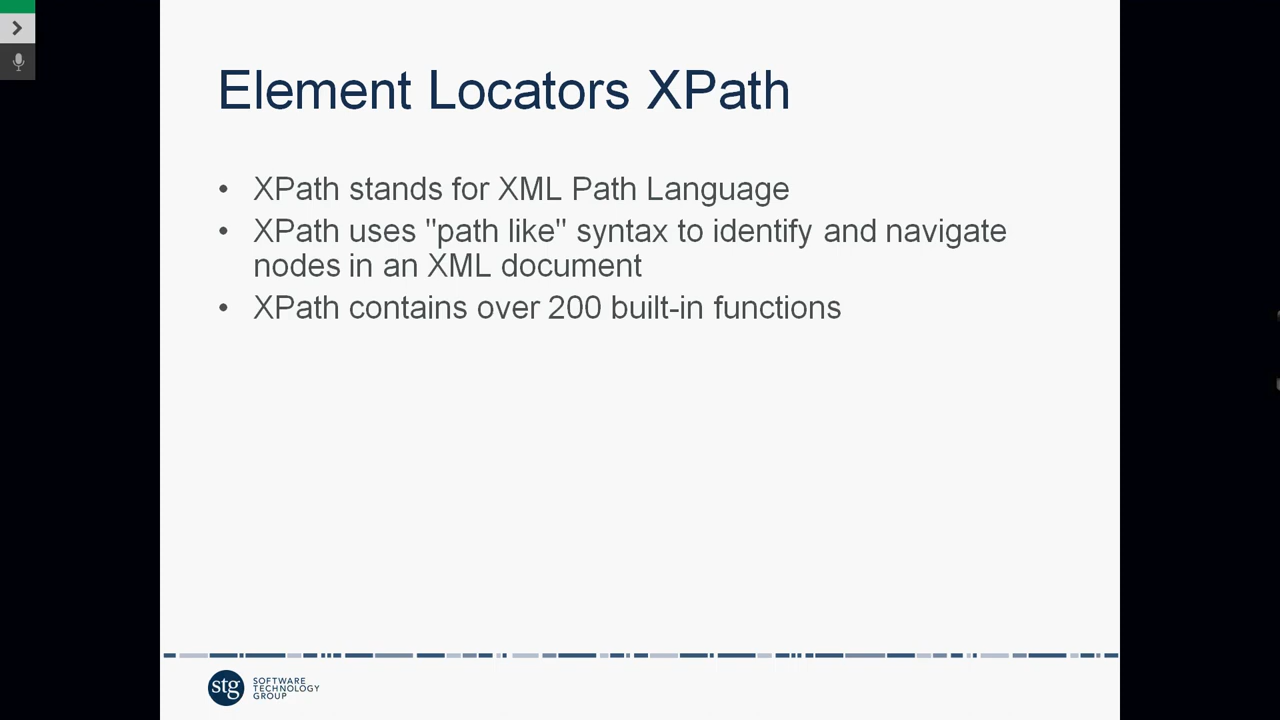 Element Locators XPath
• XPath stands for XML Path Language
• XPath uses "path like" syntax to identify and navigate
nodes in an XML document
• XPath contains over 200 built-in functions
stg
SOFTWARE
TECHNOLOGY
GROUP